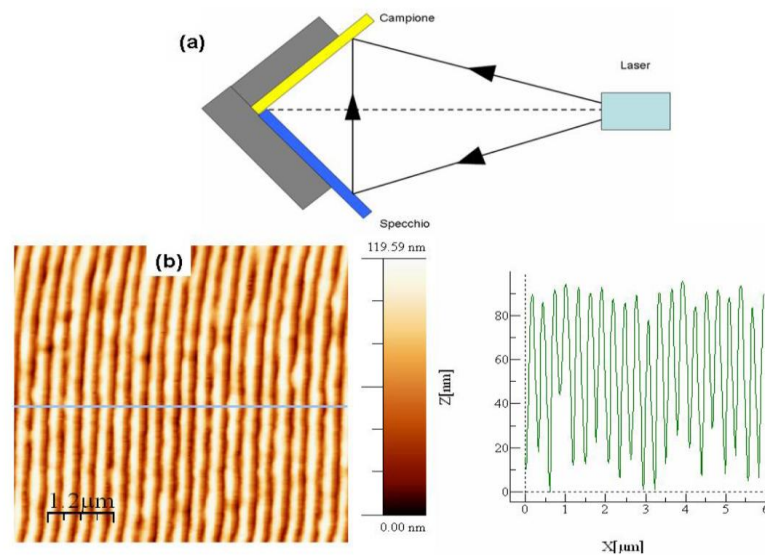 Campione
(a)
Laser
Specchio
(b)
119.59 nm
1.2μm
0.00 nm
Z[nm]
80
60
40
20
0
0 1 2 3 4 5 6
X[μm]